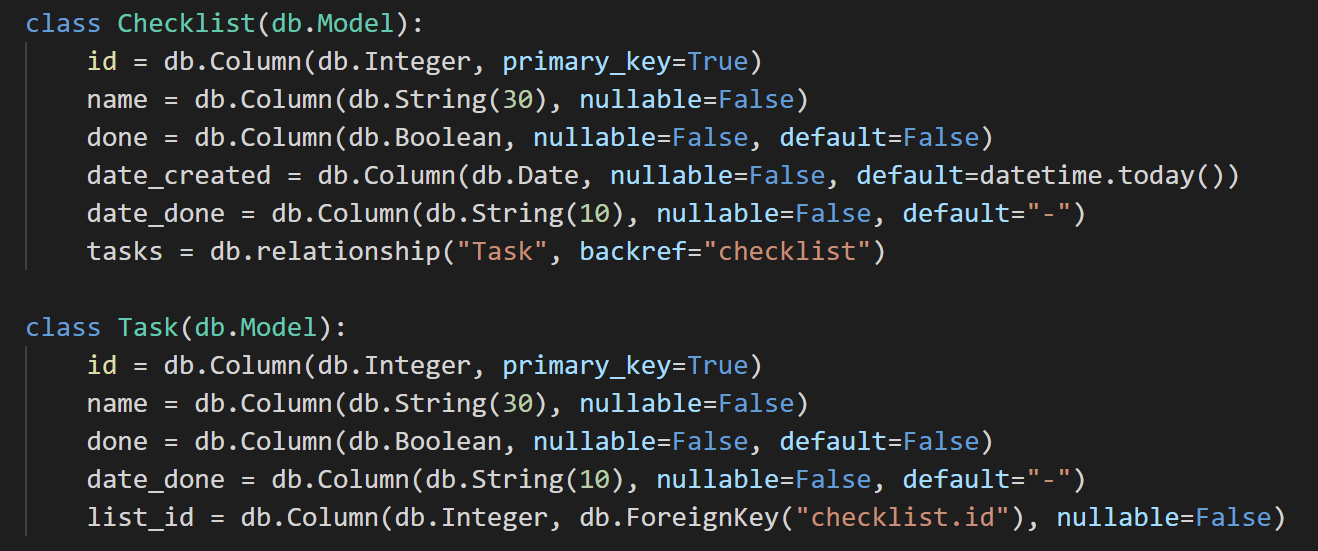 class Checklist(db.Model):
    id = db.Column(db.Integer, primary_key=True)
    name = db.Column(db.String(30), nullable=False)
    done = db.Column(db.Boolean, nullable=False, default=False)
    date_created = db.Column(db.Date, nullable=False, default=datetime.today())
    date_done = db.Column(db.String(10), nullable=False, default="-")
    tasks = db.relationship("Task", backref="checklist")

class Task(db.Model):
    id = db.Column(db.Integer, primary_key=True)
    name = db.Column(db.String(30), nullable=False)
    done = db.Column(db.Boolean, nullable=False, default=False)
    date_done = db.Column(db.String(10), nullable=False, default="-")
    list_id = db.Column(db.Integer, db.ForeignKey("checklist.id"), nullable=False)